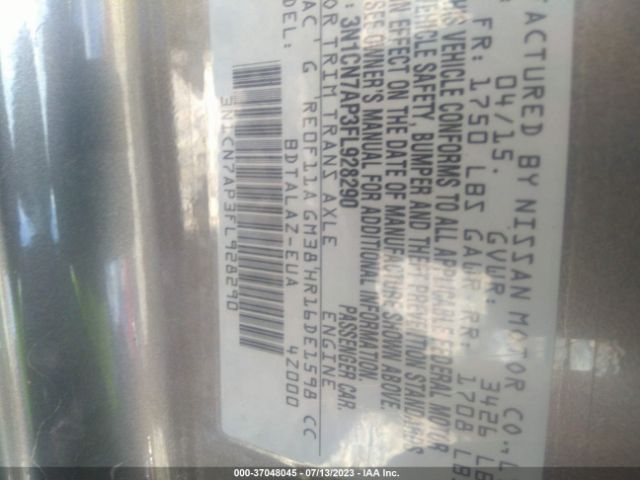 FACTURED BY NISSAN MOTOR CO., L
04/15. GVWR: 3426 LB
FR: 1750 LBS GAWR RR: 1708 LB
VEHICLE CONFORMS TO ALL APPLICABLE FEDERAL MOTOR
VEHICLE SAFETY, BUMPER AND THEFT PREVENTION STANDARDS
IN EFFECT ON THE DATE OF MANUFACTURE SHOWN ABOVE.
SEE OWNER'S MANUAL FOR ADDITIONAL INFORMATION.
: 3N1CN7AP3FL928290 PASSENGER CAR
OR TRIM TRANS AXLE ENGINE
AC G RE0F11A GM38 HR16DE1598 CC
DEL: BDTALAZ-EUA 42000
3N1CN7AP3FL928290
000-37048045 - 07/13/2023 - IAA Inc.